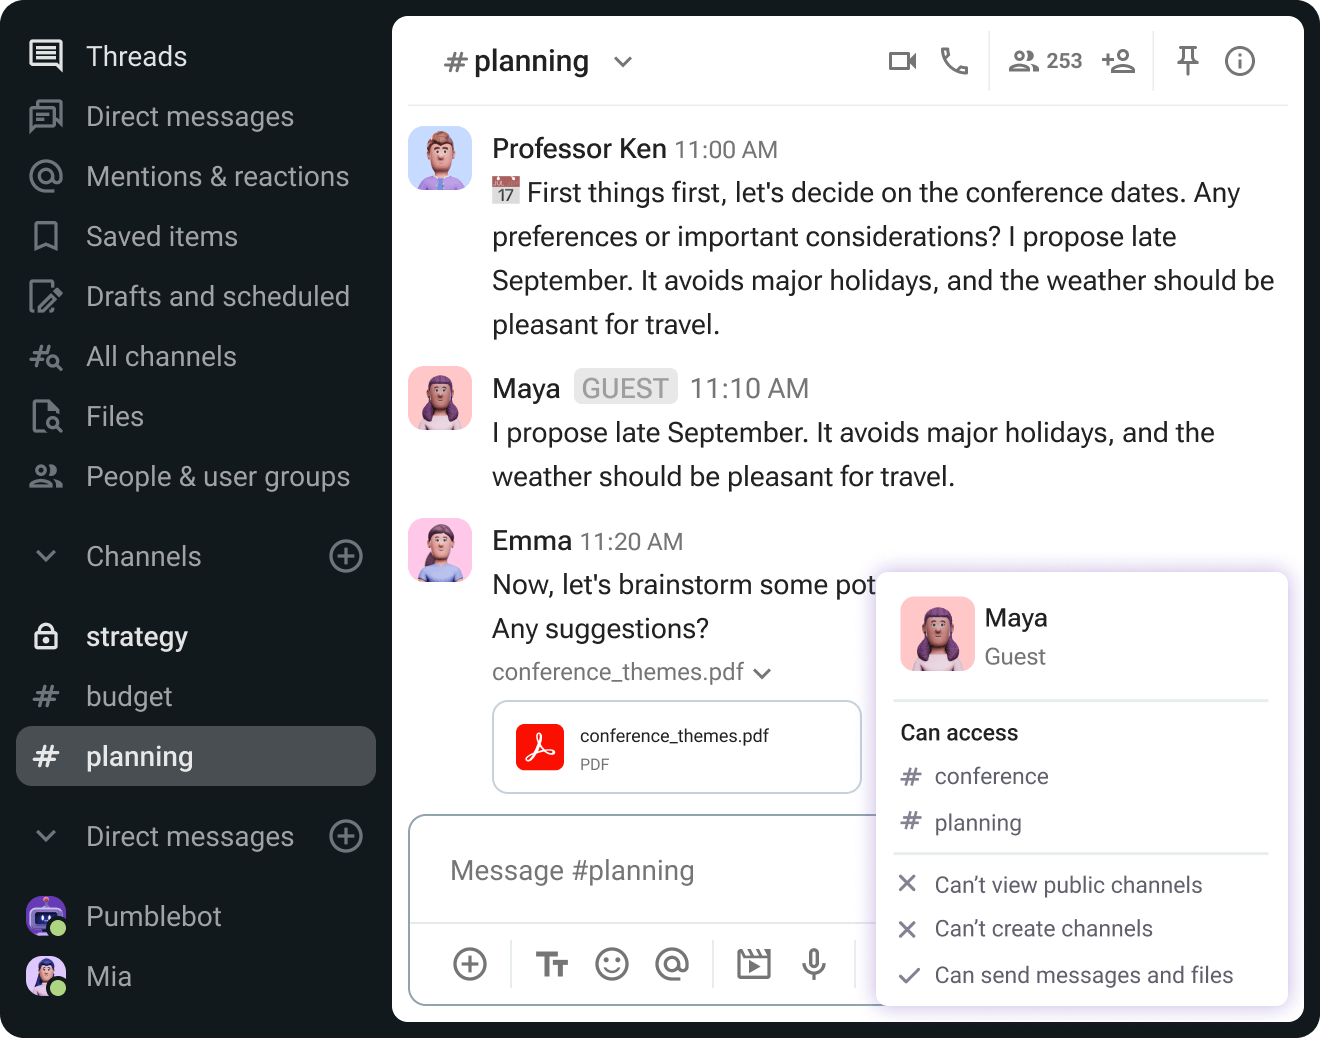 Threads
Direct messages
Mentions & reactions
Saved items
Drafts and scheduled
All channels
Files
People & user groups
Channels
strategy
# budget
# planning
Direct messages
Pumblebot
Mia
# planning
253
Professor Ken 11:00 AM
JUL 17 First things first, let's decide on the conference dates. Any
preferences or important considerations? I propose late
September. It avoids major holidays, and the weather should be
pleasant for travel.
Maya GUEST 11:10 AM
I propose late September. It avoids major holidays, and the
weather should be pleasant for travel.
Emma 11:20 AM
Now, let's brainstorm some pot
Any suggestions?
conference_themes.pdf
conference_themes.pdf
PDF
Message #planning
TT
Maya
Guest
Can access
# conference
# planning
Can’t view public channels
Can’t create channels
Can send messages and files